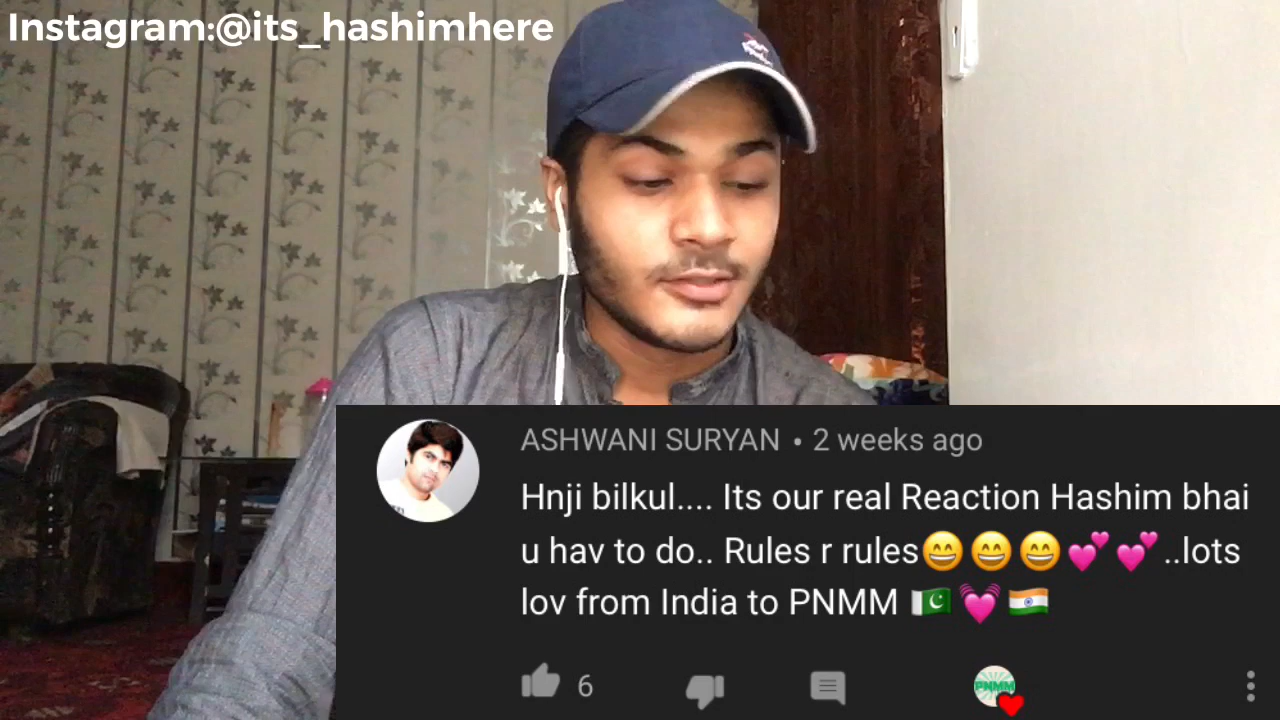 Instagram:@its_hashimhere
ASHWANI SURYAN • 2 weeks ago
Hnji bilkul.... Its our real Reaction Hashim bhai
u hav to do.. Rules r rules😄😄😄💕💕..lots
lov from India to PNMM 🇵🇰💓🇮🇳
6
PNMM